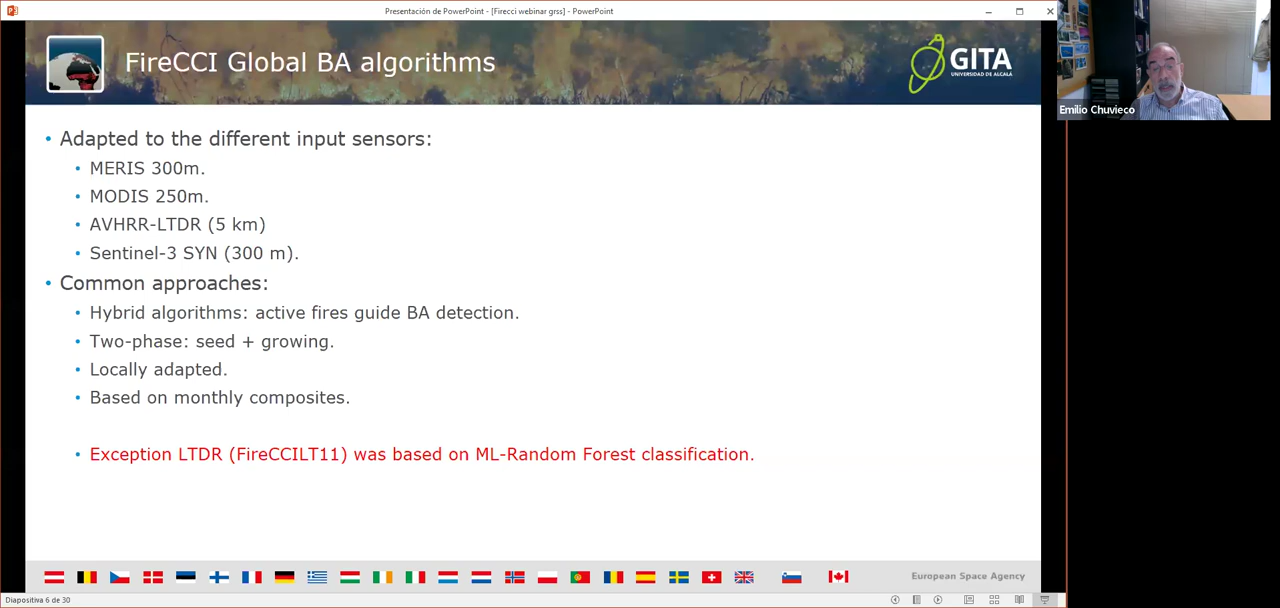 Presentación de PowerPoint - [Firecci webinar grss] - PowerPoint
FireCCI Global BA algorithms
GITA
UNIVERSIDAD DE ALCALÁ
Emilio Chuvieco
• Adapted to the different input sensors:
• MERIS 300m.
• MODIS 250m.
• AVHRR-LTDR (5 km)
• Sentinel-3 SYN (300 m).
• Common approaches:
• Hybrid algorithms: active fires guide BA detection.
• Two-phase: seed + growing.
• Locally adapted.
• Based on monthly composites.
• Exception LTDR (FireCCILT11) was based on ML-Random Forest classification.
European Space Agency
Diapositiva 6 de 30